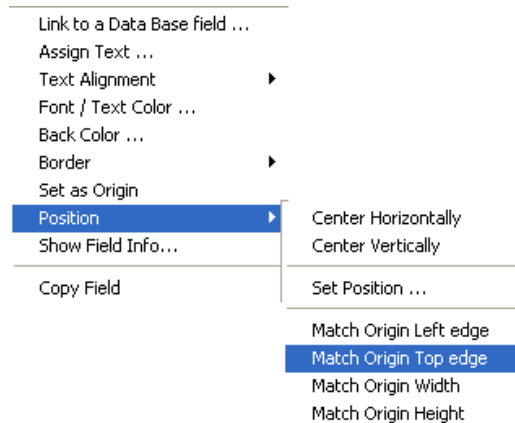 Link to a Data Base field ...
Assign Text ...
Text Alignment
Font / Text Color ...
Back Color ...
Border
Set as Origin
Position
Show Field Info...
Copy Field
Center Horizontally
Center Vertically
Set Position ...
Match Origin Left edge
Match Origin Top edge
Match Origin Width
Match Origin Height